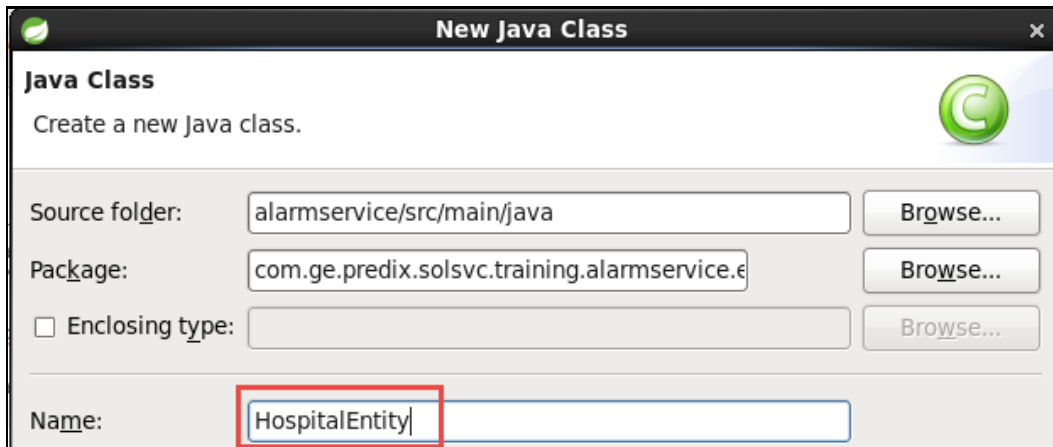 New Java Class
Java Class
Create a new Java class.
Source folder: alarmservice/src/main/java Browse...
Package: com.ge.predix.solsvc.training.alarmservice.e Browse...
Enclosing type: Browse...
Name: HospitalEntity